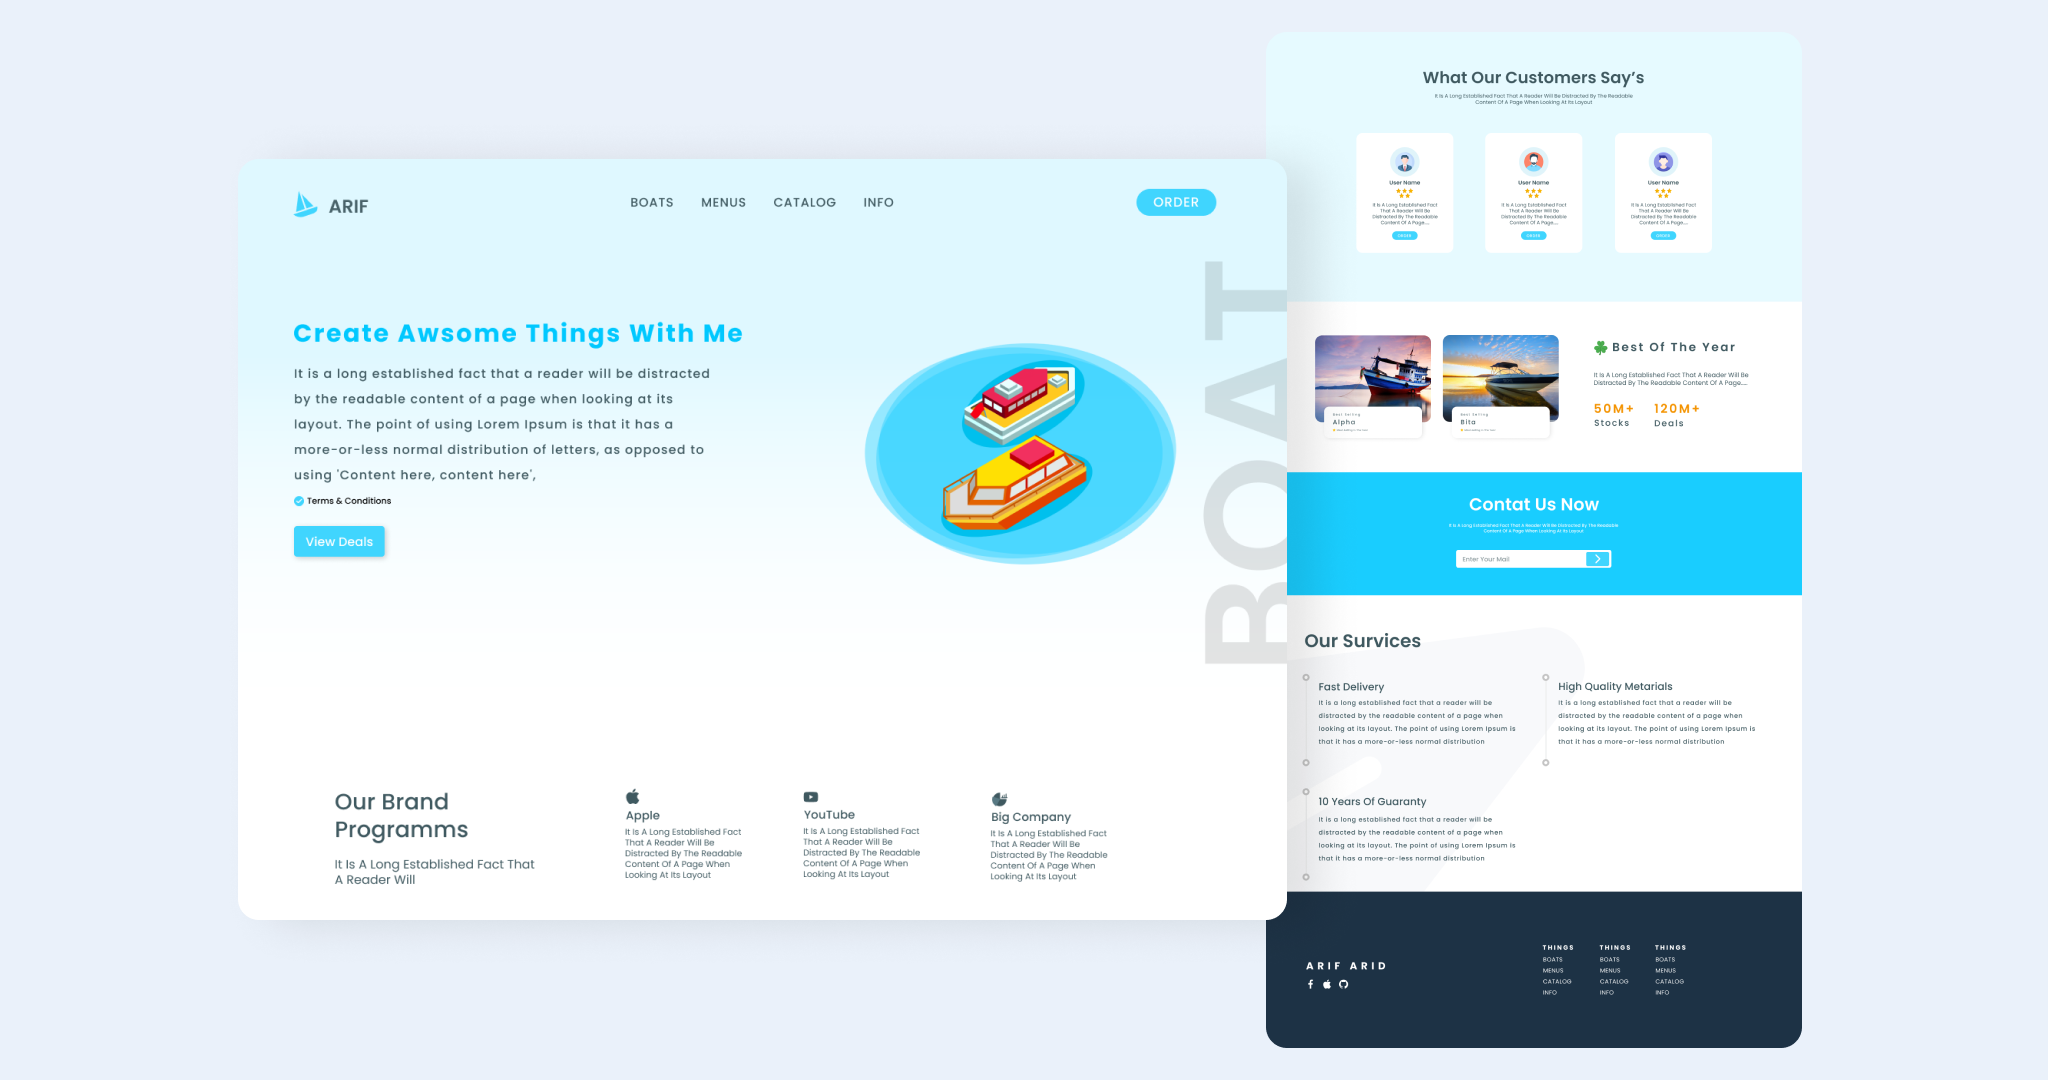 ARIF
BOATS
MENUS
CATALOG
INFO
ORDER
Create Awsome Things With Me
It is a long established fact that a reader will be distracted
by the readable content of a page when looking at its
layout. The point of using Lorem Ipsum is that it has a
more-or-less normal distribution of letters, as opposed to
using 'Content here, content here',
Terms & Conditions
View Deals
BOAT
Our Brand
Programms
It Is A Long Established Fact That
A Reader Will
Apple
It Is A Long Established Fact
That A Reader Will Be
Distracted By The Readable
Content Of A Page When
Looking At Its Layout
YouTube
It Is A Long Established Fact
That A Reader Will Be
Distracted By The Readable
Content Of A Page When
Looking At Its Layout
Big Company
It Is A Long Established Fact
That A Reader Will Be
Distracted By The Readable
Content Of A Page When
Looking At Its Layout
What Our Customers Say's
It Is A Long Established Fact That A Reader Will Be Distracted By The Readable
Content Of A Page When Looking At Its Layout
User Name
It Is A Long Established Fact
That A Reader Will Be
Distracted By The Readable
Content Of A Page....
ORDER
User Name
It Is A Long Established Fact
That A Reader Will Be
Distracted By The Readable
Content Of A Page....
ORDER
User Name
It Is A Long Established Fact
That A Reader Will Be
Distracted By The Readable
Content Of A Page....
ORDER
Best Selling
Alpha
Best selling in this year
Best Selling
Bita
Best selling in this year
Best Of The Year
It Is A Long Established Fact That A Reader Will Be
Distracted By The Readable Content Of A Page.....
50M+
Stocks
120M+
Deals
Contat Us Now
It Is A Long Established Fact That A Reader Will Be Distracted By The Readable
Content Of A Page When Looking At Its Layout
Enter Your Mail
Our Survices
Fast Delivery
It is a long established fact that a reader will be
distracted by the readable content of a page when
looking at its layout. The point of using Lorem Ipsum is
that it has a more-or-less normal distribution
High Quality Metarials
It is a long established fact that a reader will be
distracted by the readable content of a page when
looking at its layout. The point of using Lorem Ipsum is
that it has a more-or-less normal distribution
10 Years Of Guaranty
It is a long established fact that a reader will be
distracted by the readable content of a page when
looking at its layout. The point of using Lorem Ipsum is
that it has a more-or-less normal distribution
ARIF ARID
THINGS
BOATS
MENUS
CATALOG
INFO
THINGS
BOATS
MENUS
CATALOG
INFO
THINGS
BOATS
MENUS
CATALOG
INFO